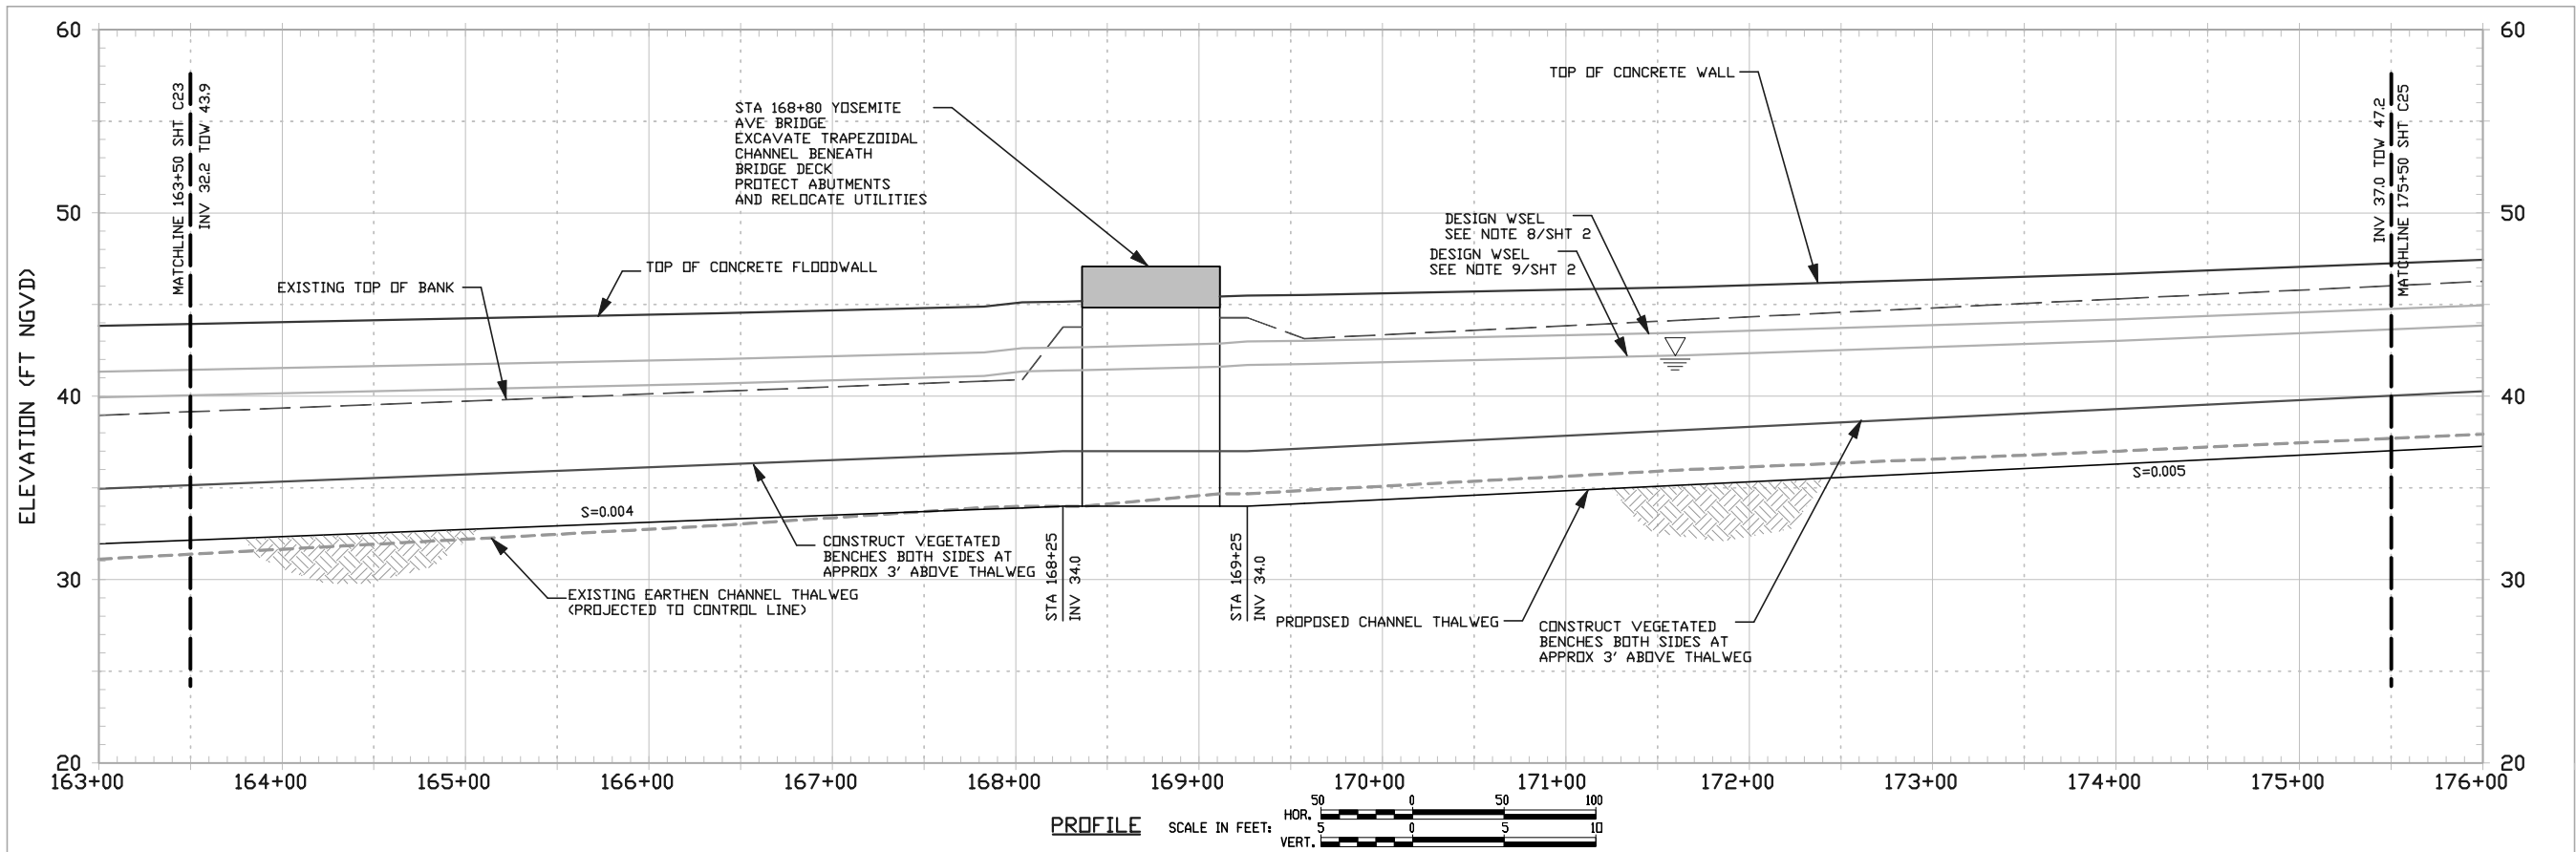 60
50
40
30
20
ELEVATION (FT NGVD)
MATCHLINE 163+50 SHT C23
INV 32.2 TOW 43.9
STA 168+80 YOSEMITE
AVE BRIDGE
EXCAVATE TRAPEZOIDAL
CHANNEL BENEATH
BRIDGE DECK
PROTECT ABUTMENTS
AND RELOCATE UTILITIES
TOP OF CONCRETE WALL
INV 37.0 TOW 47.2
MATCHLINE 175+50 SHT C25
60
50
40
30
20
DESIGN WSEL
SEE NOTE 8/SHT 2
DESIGN WSEL
SEE NOTE 9/SHT 2
TOP OF CONCRETE FLOODWALL
EXISTING TOP OF BANK
S=0.004
S=0.005
CONSTRUCT VEGETATED
BENCHES BOTH SIDES AT
APPROX 3' ABOVE THALWEG
EXISTING EARTHEN CHANNEL THALWEG
(PROJECTED TO CONTROL LINE)
STA 168+25
INV 34.0
STA 169+25
INV 34.0
PROPOSED CHANNEL THALWEG
CONSTRUCT VEGETATED
BENCHES BOTH SIDES AT
APPROX 3' ABOVE THALWEG
163+00
164+00
165+00
166+00
167+00
168+00
169+00
170+00
171+00
172+00
173+00
174+00
175+00
176+00
PROFILE
SCALE IN FEET:
HOR.
50 0 50 100
VERT.
5 0 5 10